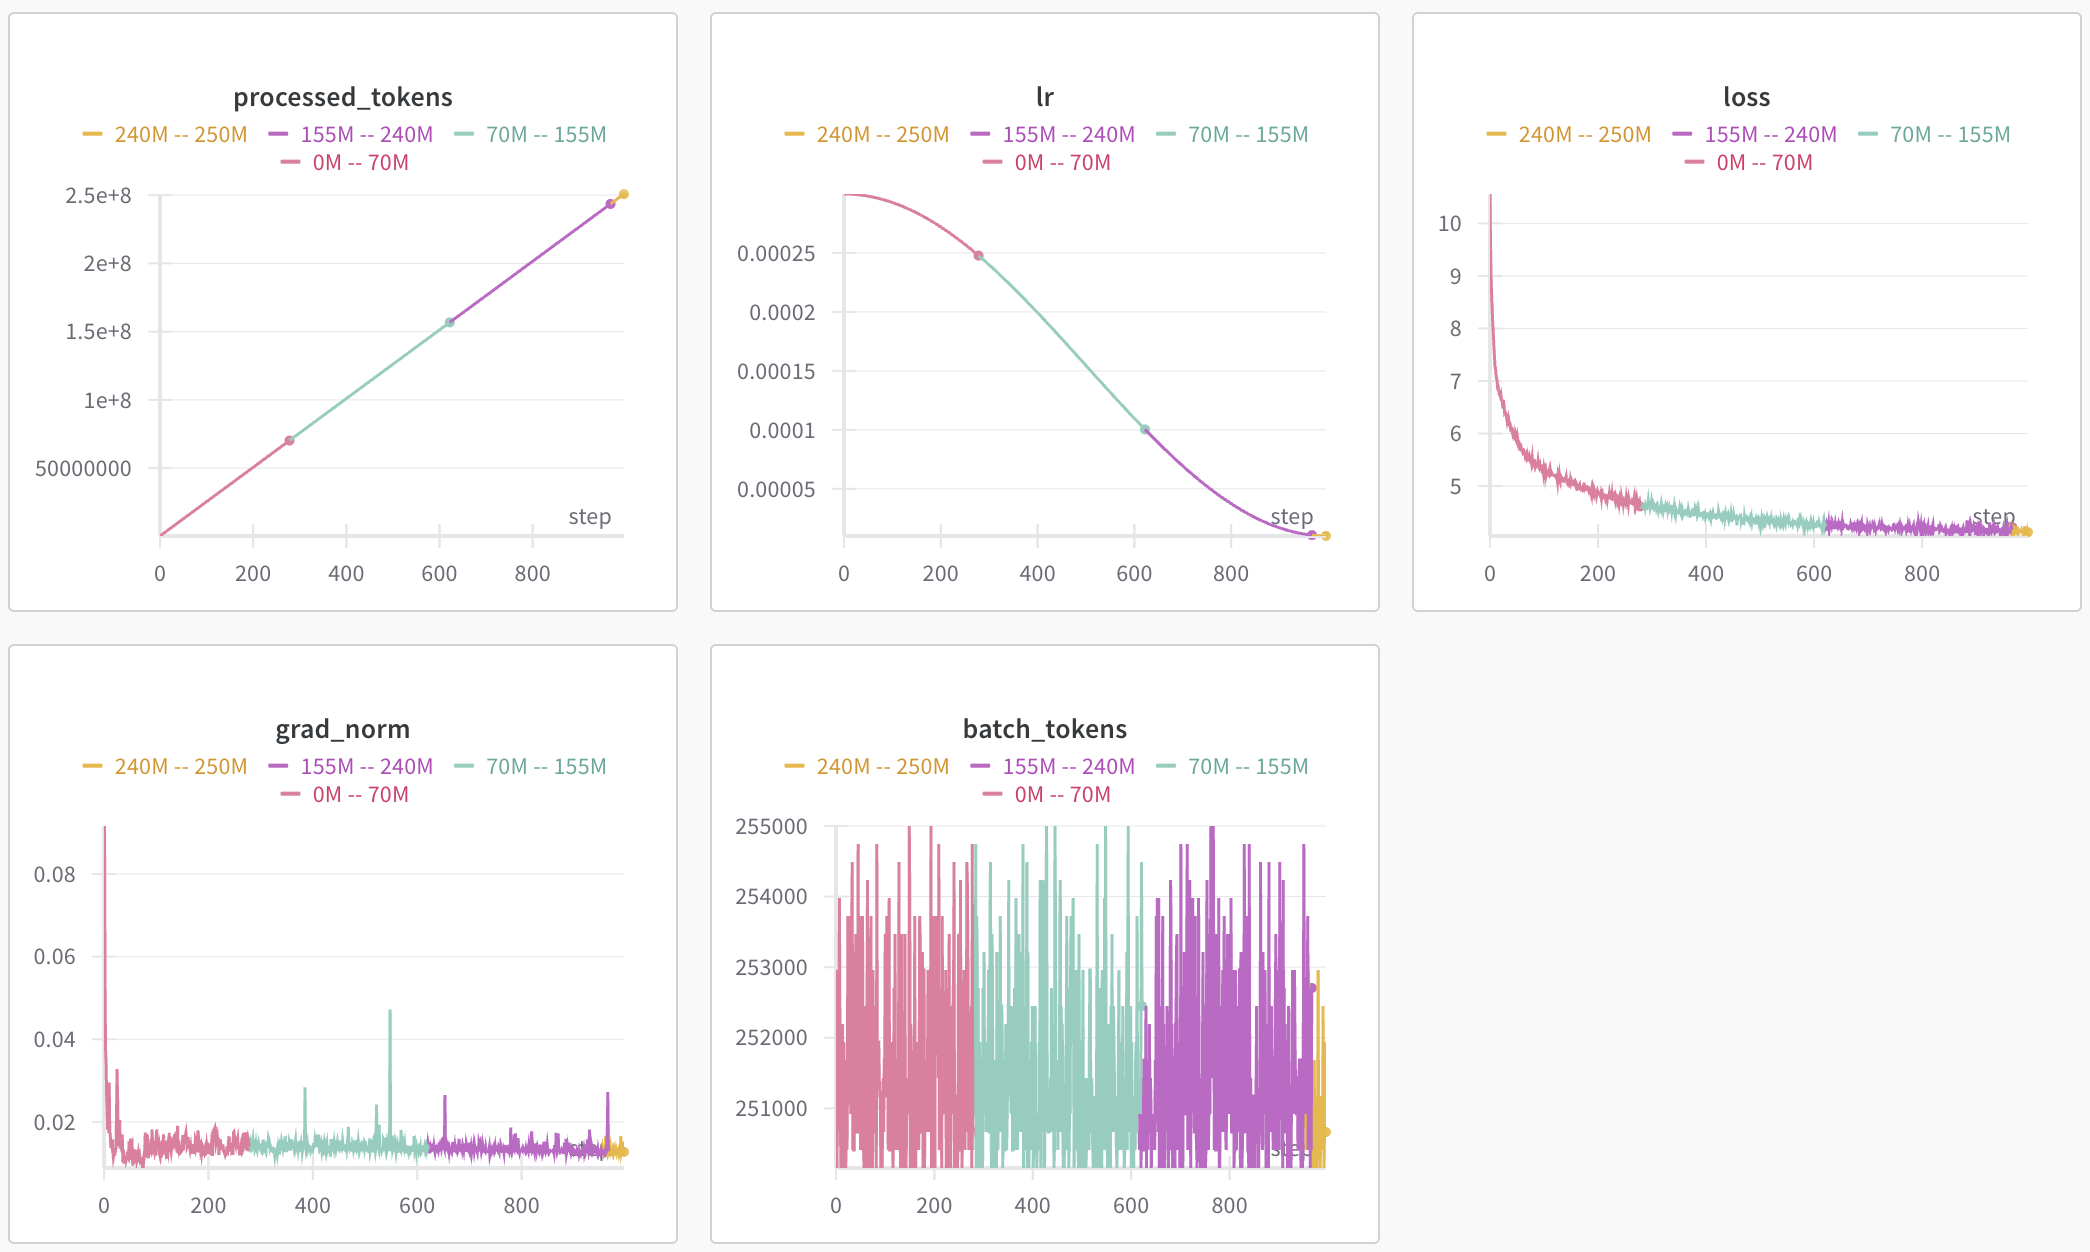 processed_tokens
240M -- 250M 155M -- 240M 70M -- 155M
0M -- 70M
2.5e+8
2e+8
1.5e+8
1e+8
50000000
step
0 200 400 600 800
lr
240M -- 250M 155M -- 240M 70M -- 155M
0M -- 70M
0.00025
0.0002
0.00015
0.0001
0.00005
step
0 200 400 600 800
loss
240M -- 250M 155M -- 240M 70M -- 155M
0M -- 70M
10
9
8
7
6
5
step
0 200 400 600 800
grad_norm
240M -- 250M 155M -- 240M 70M -- 155M
0M -- 70M
0.08
0.06
0.04
0.02
step
0 200 400 600 800
batch_tokens
240M -- 250M 155M -- 240M 70M -- 155M
0M -- 70M
255000
254000
253000
252000
251000
step
0 200 400 600 800